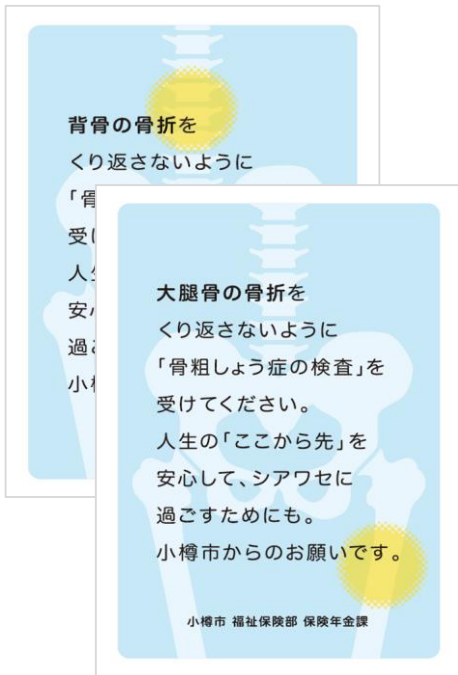 背骨の骨折を
くり返さないように
「骨
受け
人生
安心
過ご
小樽
大腿骨の骨折を
くり返さないように
「骨粗しょう症の検査」を
受けてください。
人生の「ここから先」を
安心して、シアワセに
過ごすためにも。
小樽市からのお願いです。
小樽市 福祉保険部 保険年金課